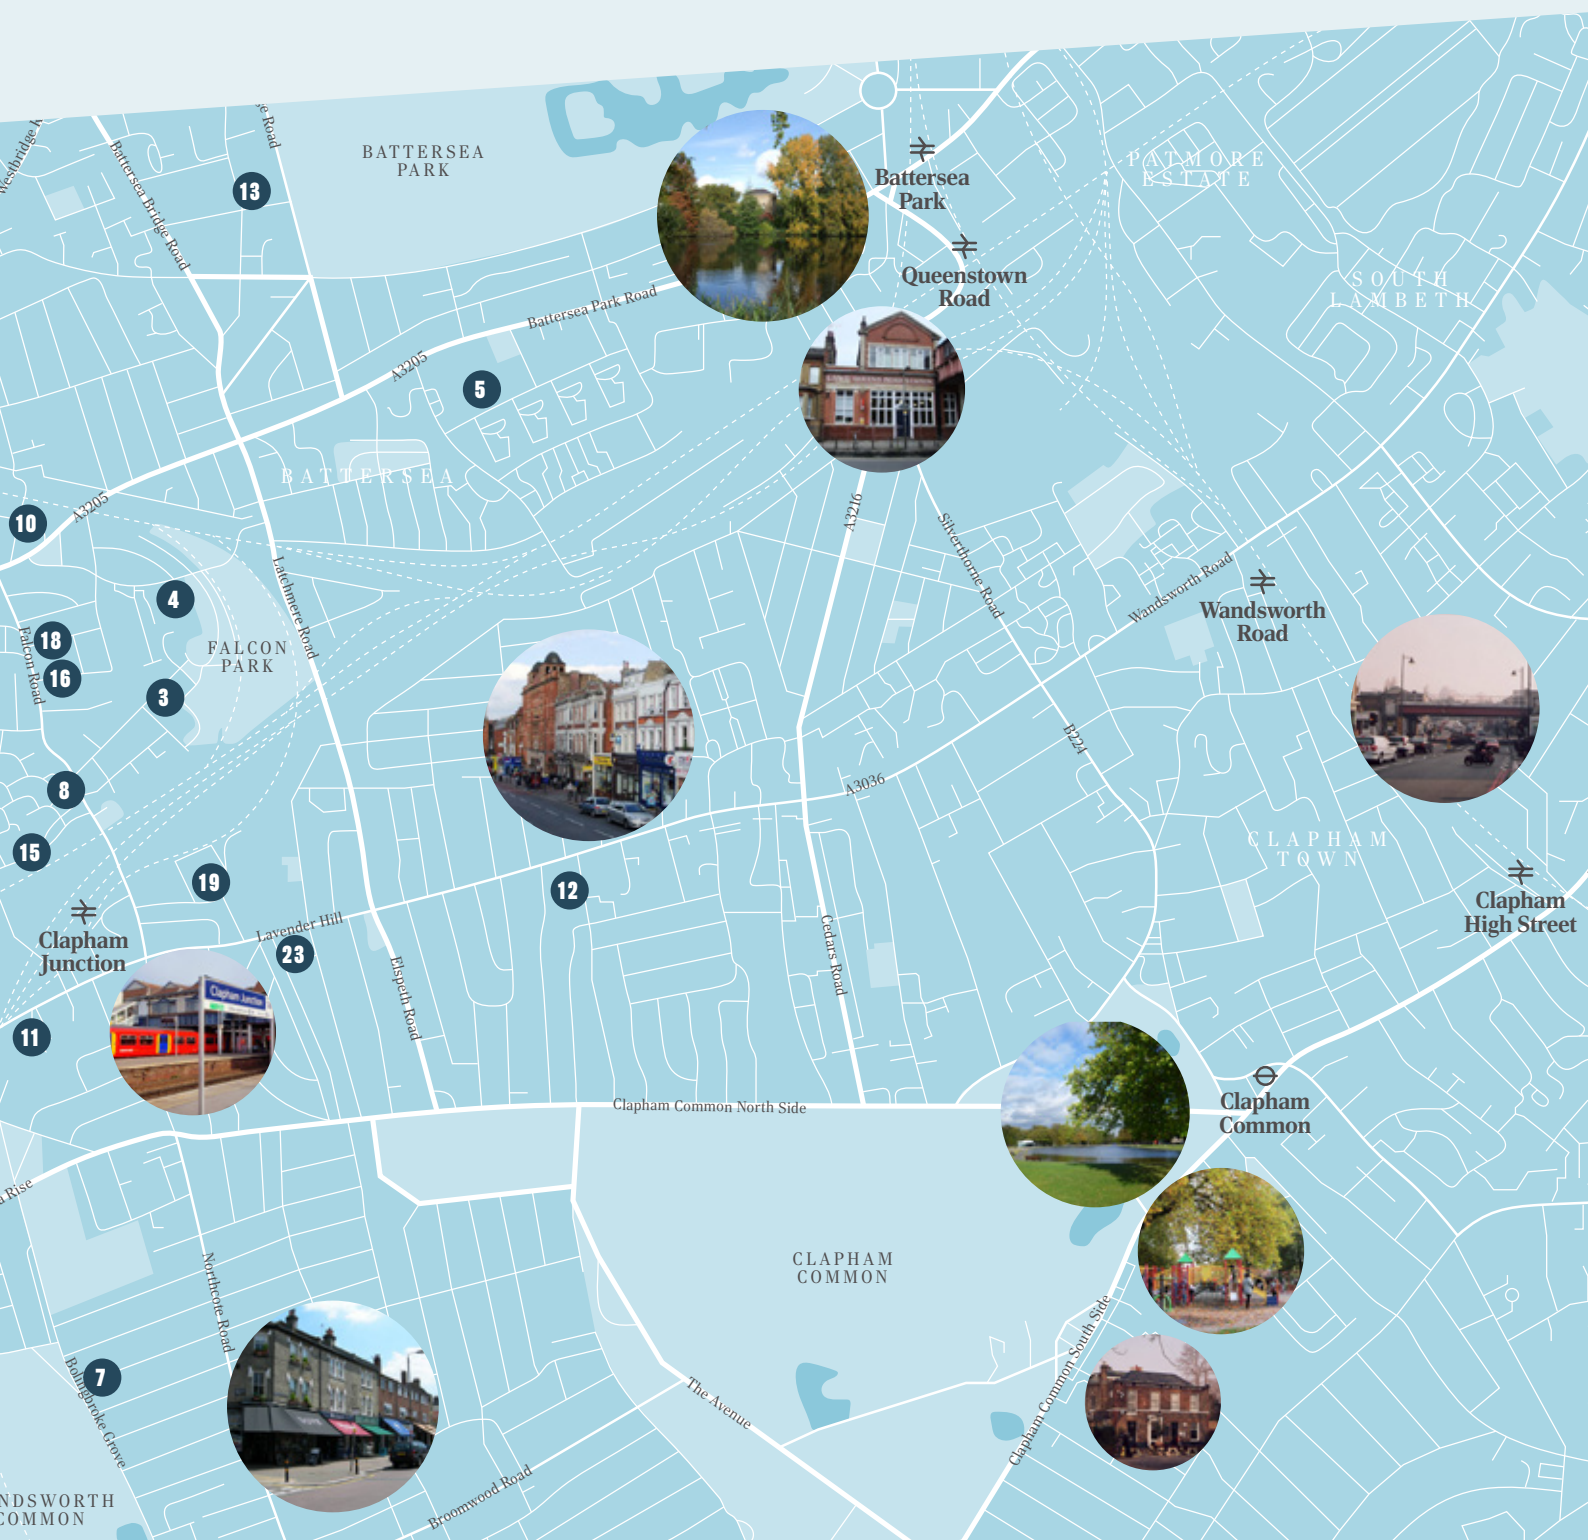 Battersea Bridge Road
13
BATTERSEA
PARK
Battersea
Park
PATMORE
ESTATE
Queenstown
Road
SOUTH
LAMBETH
Battersea Park Road
A3205
5
BATTERSEA
A3205
10
A3216
Silverthorne Road
Latchmere Road
Wandsworth Road
Wandsworth
Road
4
18
Falcon Road
16
FALCON
PARK
3
B224
8
A3036
15
CLAPHAM
TOWN
19
12
Clapham
High Street
Clapham
Junction
Lavender Hill
23
Elspeth Road
Cedars Road
Clapham Junction
11
Clapham Common North Side
Clapham
Common
Rise
CLAPHAM
COMMON
Northcote Road
Clapham Common South Side
7
Bolingbroke Grove
The Avenue
Broomwood Road
NDSWORTH
COMMON